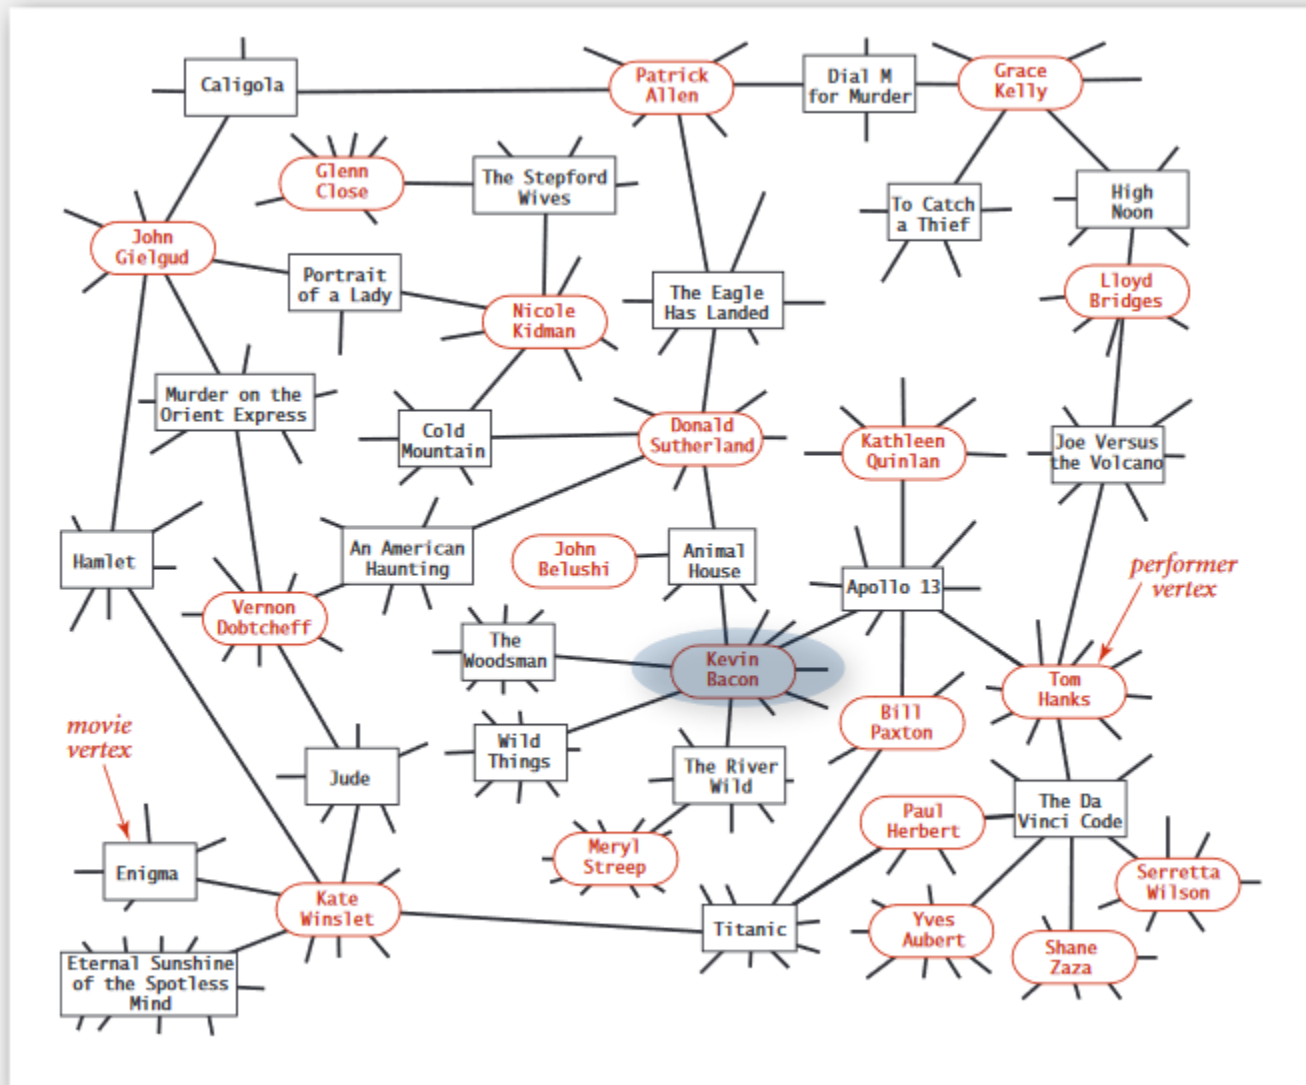 Caligola
Patrick
Allen
Dial M
for Murder
Grace
Kelly
Glenn
Close
The Stepford
Wives
To Catch
a Thief
High
Noon
John
Gielgud
Portrait
of a Lady
Nicole
Kidman
The Eagle
Has Landed
Lloyd
Bridges
Murder on the
Orient Express
Cold
Mountain
Donald
Sutherland
Kathleen
Quinlan
Joe Versus
the Volcano
Hamlet
An American
Haunting
John
Belushi
Animal
House
Apollo 13
performer
vertex
Vernon
Dobtcheff
The
Woodsman
Kevin
Bacon
Tom
Hanks
movie
vertex
Jude
Wild
Things
The River
Wild
Bill
Paxton
Paul
Herbert
The Da
Vinci Code
Enigma
Meryl
Streep
Serretta
Wilson
Kate
Winslet
Titanic
Yves
Aubert
Shane
Zaza
Eternal Sunshine
of the Spotless
Mind